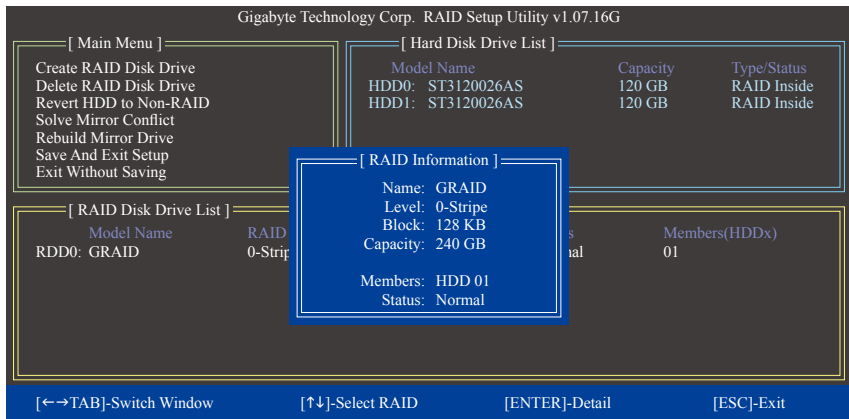 Gigabyte Technology Corp. RAID Setup Utility v1.07.16G
[ Main Menu ]
Create RAID Disk Drive
Delete RAID Disk Drive
Revert HDD to Non-RAID
Solve Mirror Conflict
Rebuild Mirror Drive
Save And Exit Setup
Exit Without Saving
[ Hard Disk Drive List ]
Model Name Capacity Type/Status
HDD0: ST3120026AS 120 GB RAID Inside
HDD1: ST3120026AS 120 GB RAID Inside
[ RAID Information ]
Name: GRAID
Level: 0-Stripe
Block: 128 KB
Capacity: 240 GB
Members: HDD 01
Status: Normal
[ RAID Disk Drive List ]
Model Name RAID s Members(HDDx)
RDD0: GRAID 0-Strip nal 01
[←→TAB]-Switch Window [↑↓]-Select RAID [ENTER]-Detail [ESC]-Exit